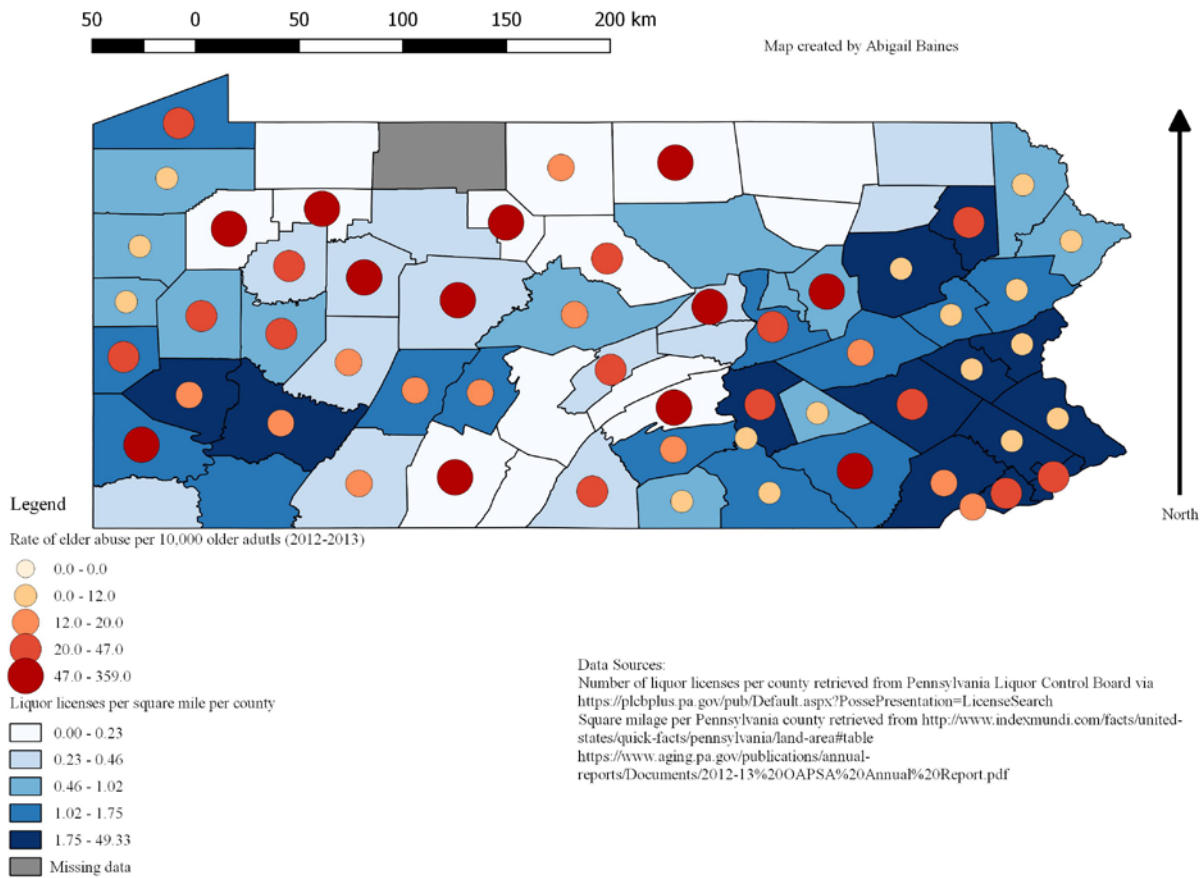 50 0 50 100 150 200 km
Map created by Abigail Baines
North
Legend
Rate of elder abuse per 10,000 older adutls (2012-2013)
0.0 - 0.0
0.0 - 12.0
12.0 - 20.0
20.0 - 47.0
47.0 - 359.0
Liquor licenses per square mile per county
0.00 - 0.23
0.23 - 0.46
0.46 - 1.02
1.02 - 1.75
1.75 - 49.33
Missing data
Data Sources:
Number of liquor licenses per county retrieved from Pennsylvania Liquor Control Board via
https://plcbplus.pa.gov/pub/Default.aspx?PossePresentation=LicenseSearch
Square milage per Pennsylvania county retrieved from http://www.indexmundi.com/facts/united-
states/quick-facts/pennsylvania/land-area#table
https://www.aging.pa.gov/publications/annual-
reports/Documents/2012-13%20OAPSA%20Annual%20Report.pdf